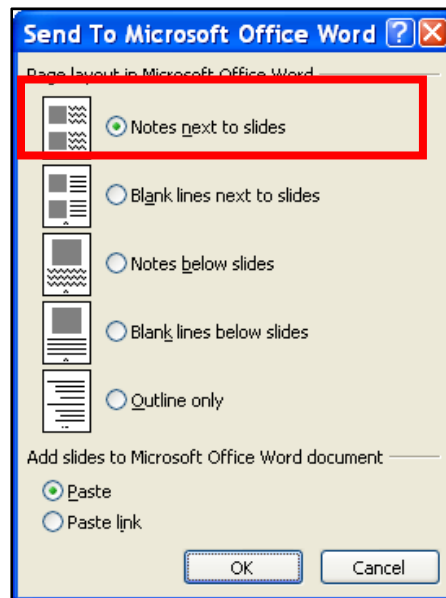 Send To Microsoft Office Word
Page layout in Microsoft Office Word
Notes next to slides
Blank lines next to slides
Notes below slides
Blank lines below slides
Outline only
Add slides to Microsoft Office Word document
Paste
Paste link
OK Cancel